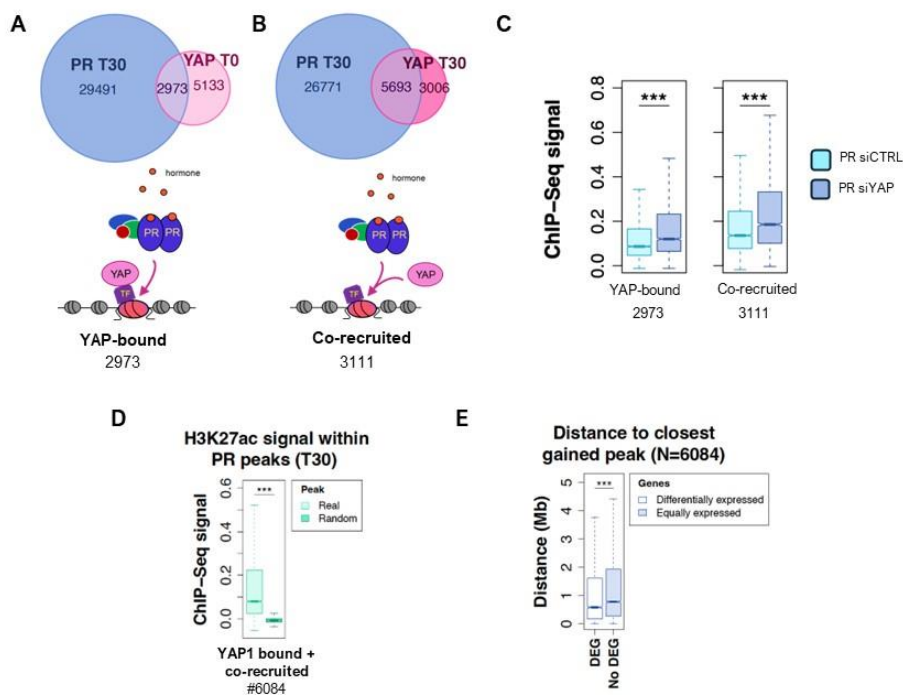 A
PR T30
29491
2973
YAP T0
5133
hormone
PR PR
YAP
TF
YAP-bound
2973
B
PR T30
26771
5693
YAP T30
3006
hormone
PR PR
YAP
TF
Co-recruited
3111
C
ChIP-Seq signal
0.8
0.6
0.4
0.2
0.0
***
***
YAP-bound
2973
Co-recruited
3111
PR siCTRL
PR siYAP
D
H3K27ac signal within
PR peaks (T30)
ChIP-Seq signal
0.6
0.2
0.0
***
Peak
Real
Random
YAP1 bound +
co-recruited
#6084
E
Distance to closest
gained peak (N=6084)
Distance (Mb)
5
4
3
2
1
0
***
DEG
No DEG
Genes
Differentially expressed
Equally expressed